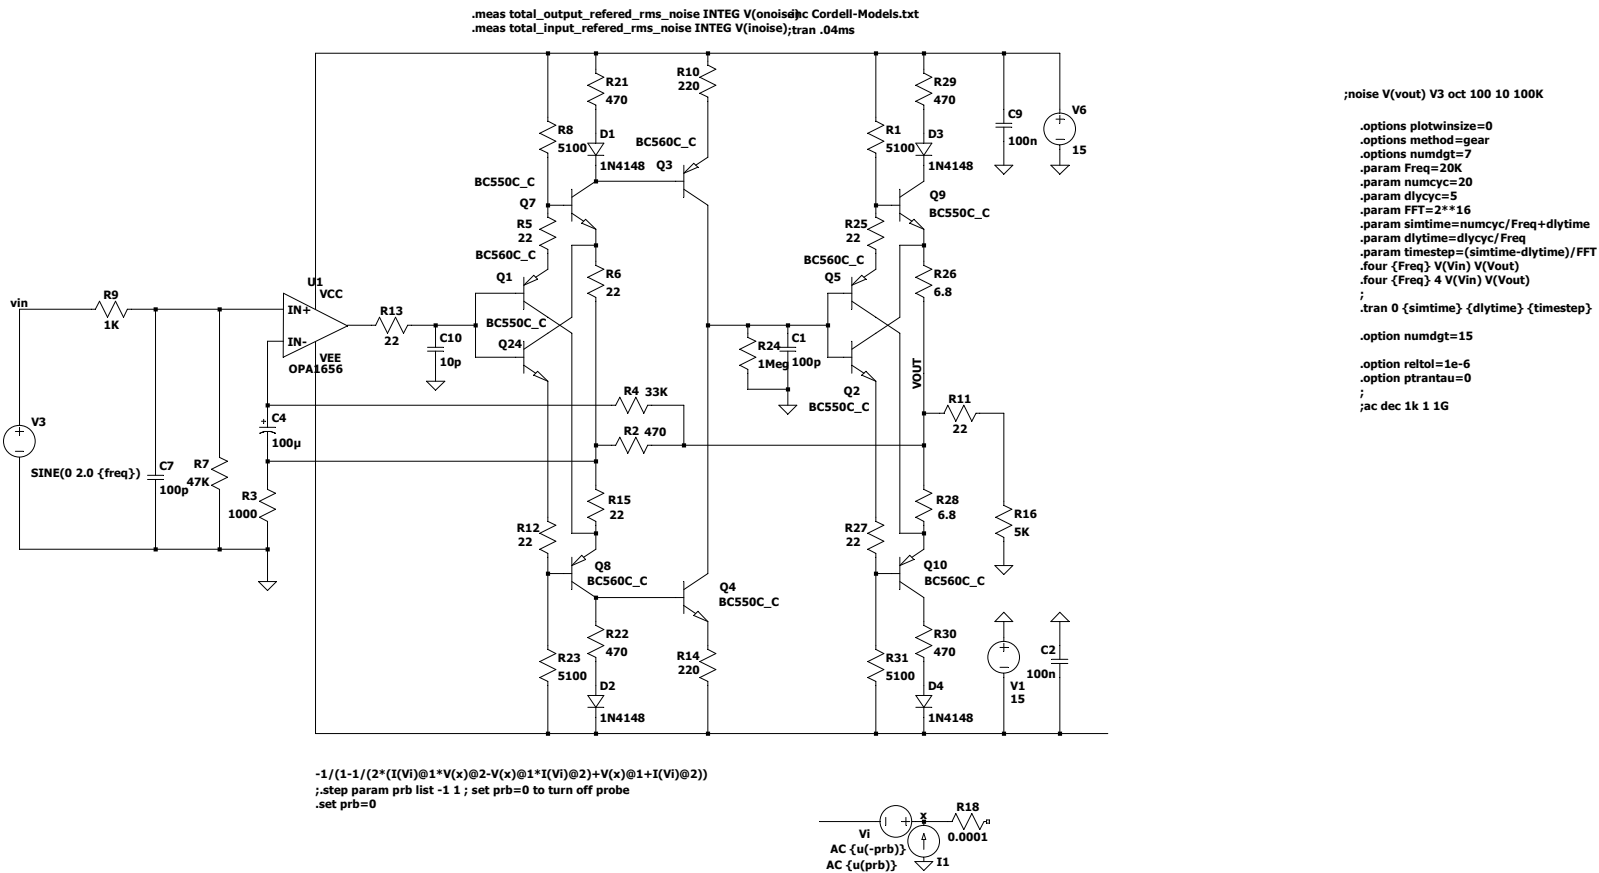 .meas total_output_refered_rms_noise INTEG V(onoise)
inc Cordell-Models.txt
.meas total_input_refered_rms_noise INTEG V(inoise)
;tran .04ms
R21
470
R10
220
R29
470
C9
100n
V6
15
R8
5100
D1
1N4148
BC560C_C
Q3
R1
5100
D3
1N4148
BC550C_C
Q7
R5
22
BC560C_C
Q9
BC550C_C
R25
22
BC560C_C
Q1
R6
22
Q5
R26
6.8
vin
R9
1K
U1
VCC
IN+
IN-
VEE
OPA1656
R13
22
C10
10p
BC550C_C
Q24
R24
1Meg
C1
100p
Q2
BC550C_C
VOUT
R4 33K
R2 470
R11
22
V3
SINE(0 2.0 {freq})
C4
+
100µ
C7
100p
R7
47K
R3
1000
R15
22
R12
22
R28
6.8
R27
22
R16
5K
Q8
BC560C_C
Q4
BC550C_C
Q10
BC560C_C
R22
470
R14
220
R23
5100
D2
1N4148
R30
470
R31
5100
D4
1N4148
V1
15
C2
100n
;noise V(vout) V3 oct 100 10 100K
.options plotwinsize=0
.options method=gear
.options numdgt=7
.param Freq=20K
.param numcyc=20
.param dlycyc=5
.param FFT=2**16
.param simtime=numcyc/Freq+dlytime
.param dlytime=dlycyc/Freq
.param timestep=(simtime-dlytime)/FFT
.four {Freq} V(Vin) V(Vout)
.four {Freq} 4 V(Vin) V(Vout)
;
.tran 0 {simtime} {dlytime} {timestep}
.option numdgt=15
.option reltol=1e-6
.option ptrantau=0
;
;ac dec 1k 1 1G
-1/(1-1/(2*(I(Vi)@1*V(x)@2-V(x)@1*I(Vi)@2)+V(x)@1+I(Vi)@2))
;.step param prb list -1 1 ; set prb=0 to turn off probe
.set prb=0
x
R18
0.0001
Vi
AC {u(-prb)}
AC {u(prb)}
I1